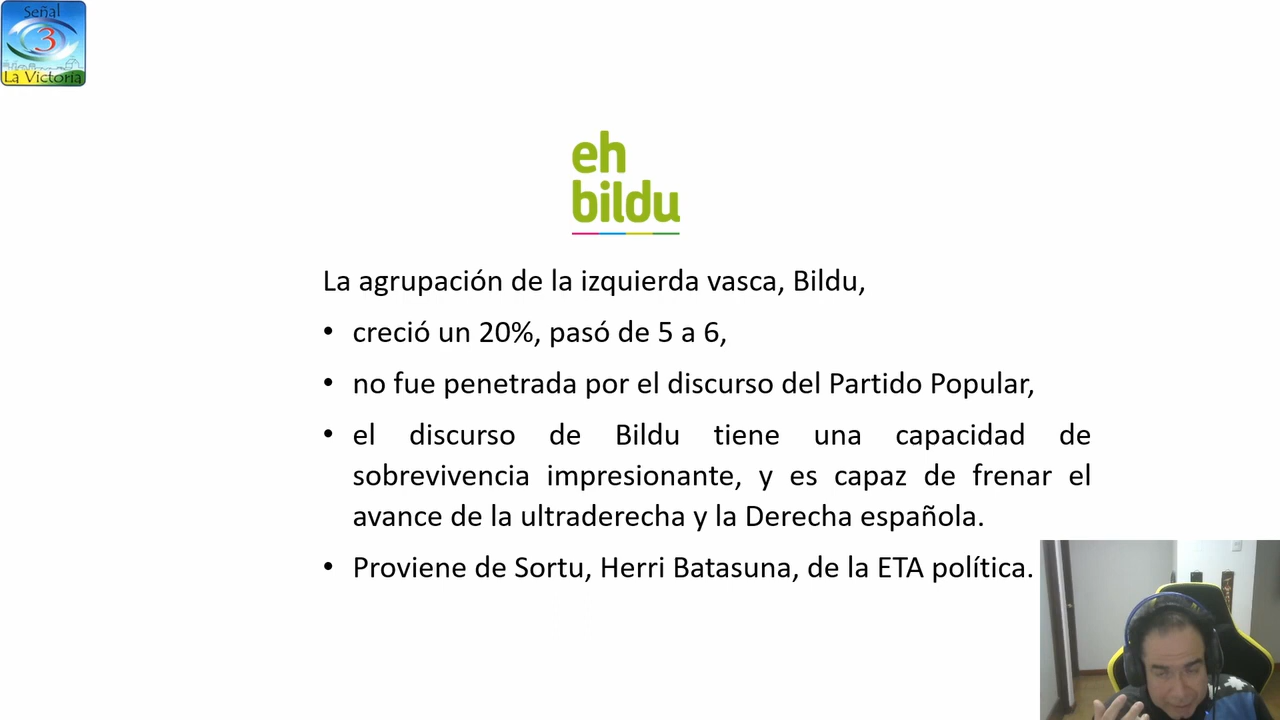 Señal
3
La Victoria
eh
bildu
La agrupación de la izquierda vasca, Bildu,
• creció un 20%, pasó de 5 a 6,
• no fue penetrada por el discurso del Partido Popular,
• el discurso de Bildu tiene una capacidad de
sobrevivencia impresionante, y es capaz de frenar el
avance de la ultraderecha y la Derecha española.
• Proviene de Sortu, Herri Batasuna, de la ETA política.